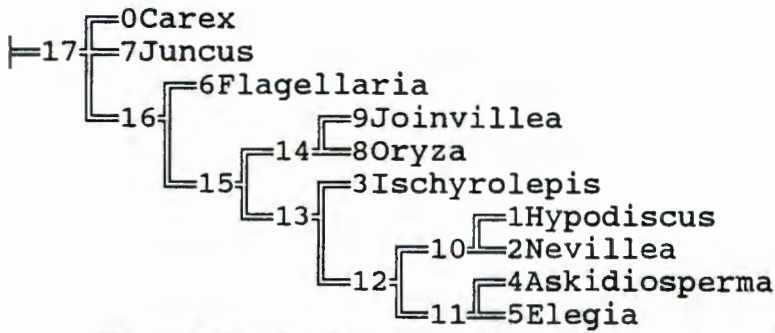 0Carex
17 7Juncus
6Flagellaria
16 9Joinvillea
14 8Oryza
15 3Ischyrolepis
13 1Hypodiscus
10 2Nevillea
12 4Askidiosperma
11 5Elegia